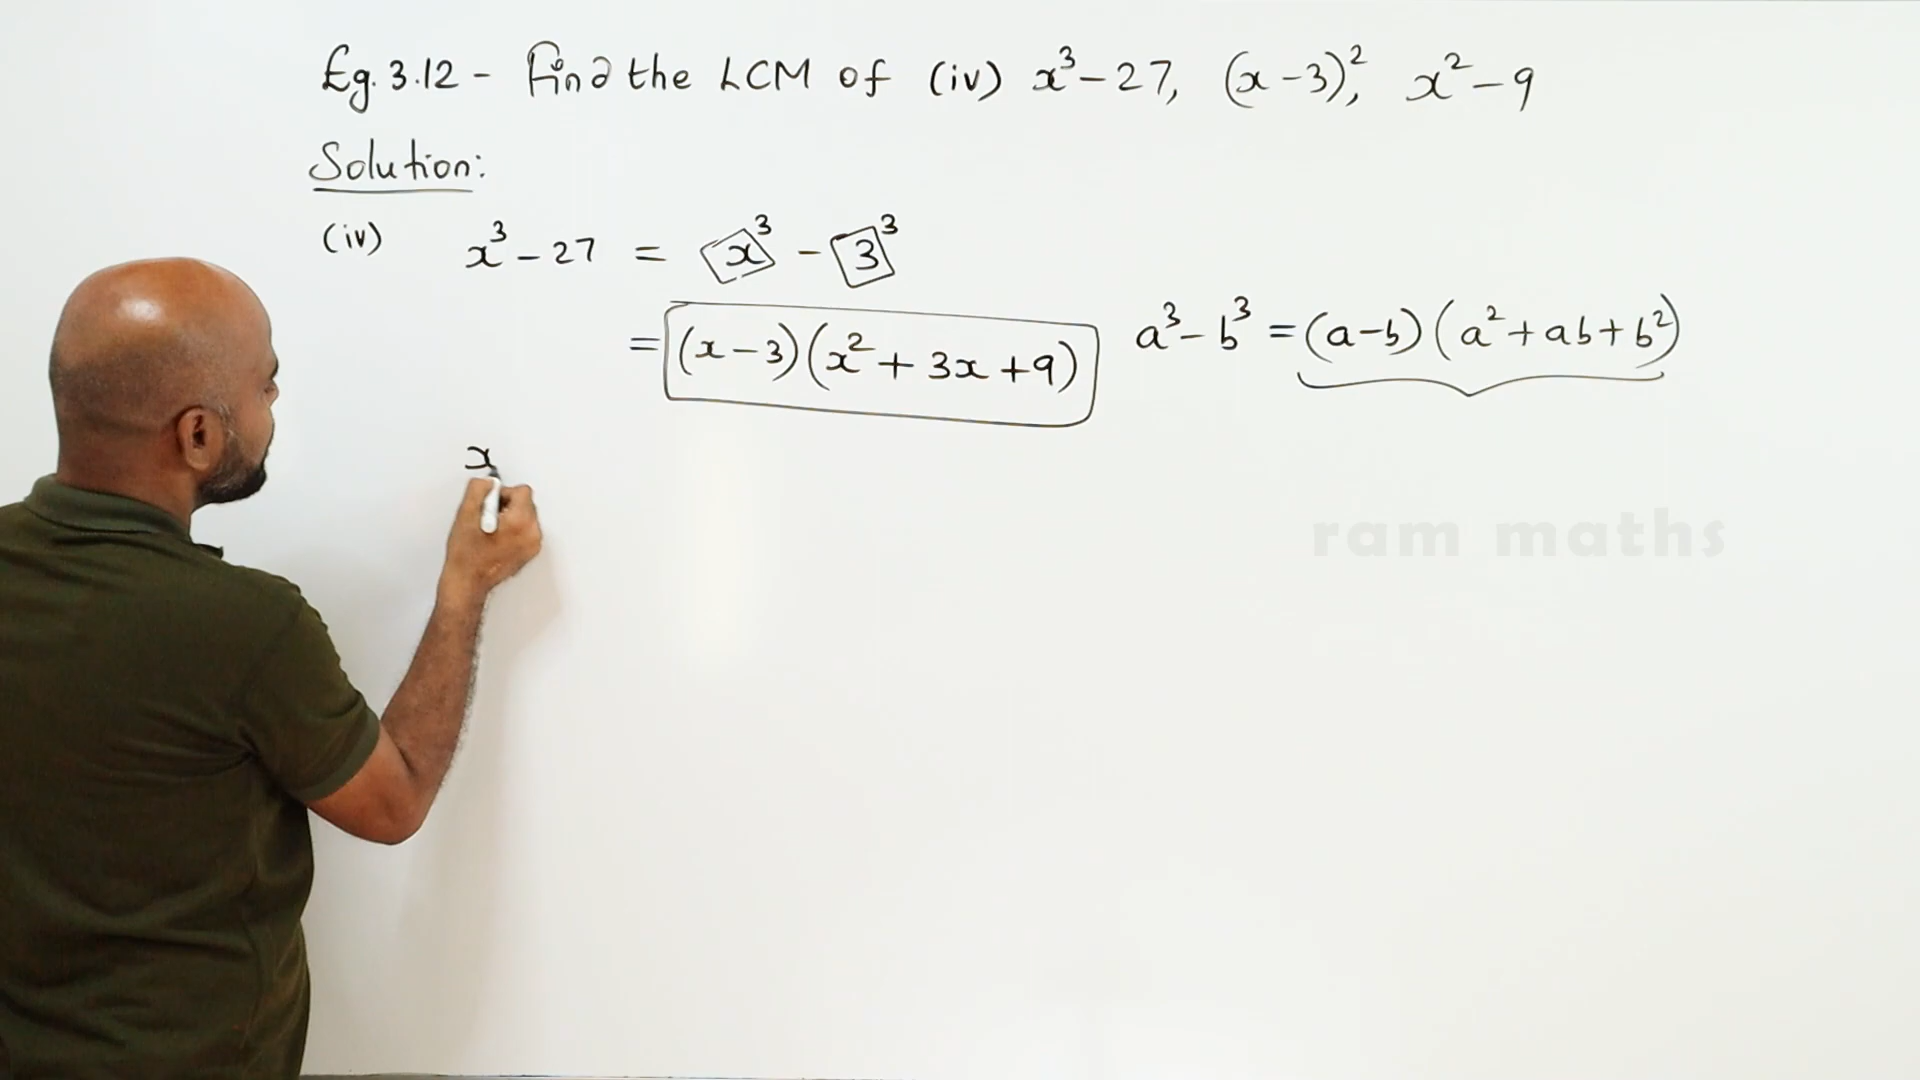 Eg. 3.12 - Find the LCM of (iv) x³ - 27, (x - 3)², x² - 9
Solution:
(iv) x³ - 27 = x³ - 3³
= (x - 3)(x² + 3x + 9) a³ - b³ = (a - b)(a² + ab + b²)
x
ram maths